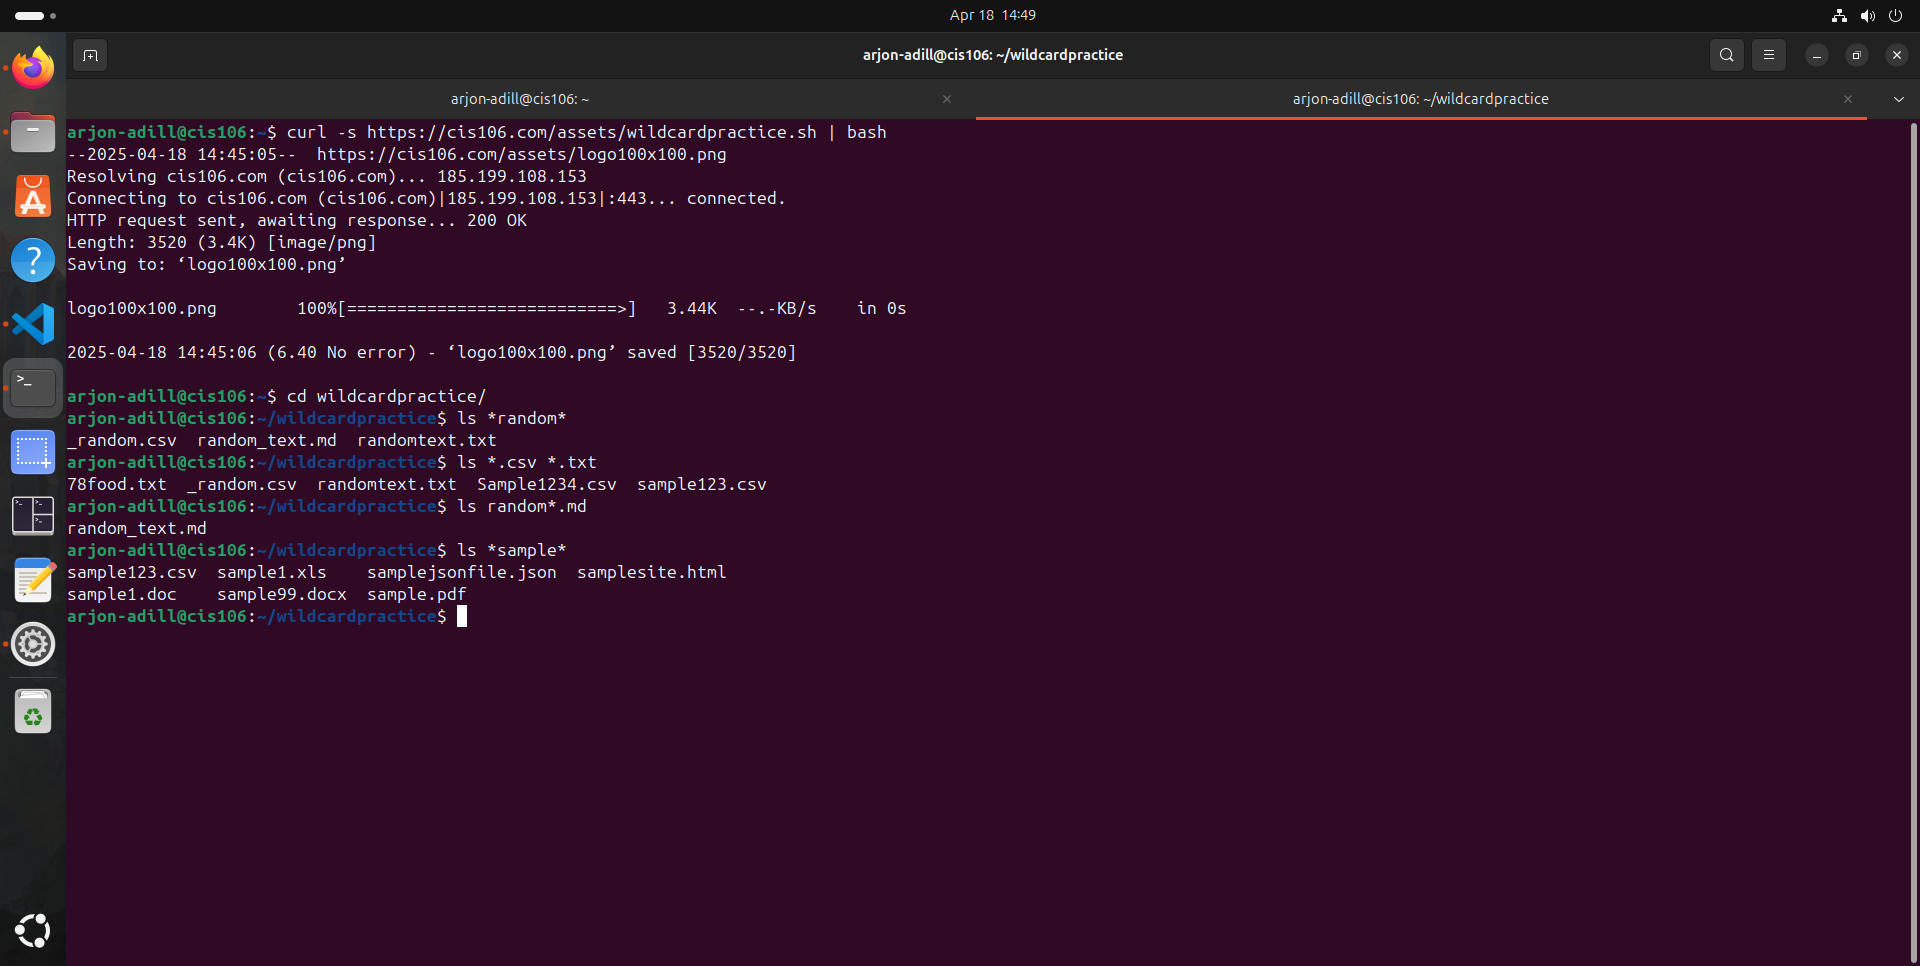 Apr 18  14:49
arjon-adill@cis106: ~/wildcardpractice
arjon-adill@cis106: ~
arjon-adill@cis106: ~/wildcardpractice
arjon-adill@cis106:~$ curl -s https://cis106.com/assets/wildcardpractice.sh | bash
--2025-04-18 14:45:05--  https://cis106.com/assets/logo100x100.png
Resolving cis106.com (cis106.com)... 185.199.108.153
Connecting to cis106.com (cis106.com)|185.199.108.153|:443... connected.
HTTP request sent, awaiting response... 200 OK
Length: 3520 (3.4K) [image/png]
Saving to: ‘logo100x100.png’
logo100x100.png        100%[===========================>]   3.44K  --.-KB/s    in 0s
2025-04-18 14:45:06 (6.40 No error) - ‘logo100x100.png’ saved [3520/3520]
arjon-adill@cis106:~$ cd wildcardpractice/
arjon-adill@cis106:~/wildcardpractice$ ls *random*
_random.csv  random_text.md  randomtext.txt
arjon-adill@cis106:~/wildcardpractice$ ls *.csv *.txt
78food.txt  _random.csv  randomtext.txt  Sample1234.csv  sample123.csv
arjon-adill@cis106:~/wildcardpractice$ ls random*.md
random_text.md
arjon-adill@cis106:~/wildcardpractice$ ls *sample*
sample123.csv  sample1.xls    samplejsonfile.json  samplesite.html
sample1.doc    sample99.docx  sample.pdf
arjon-adill@cis106:~/wildcardpractice$